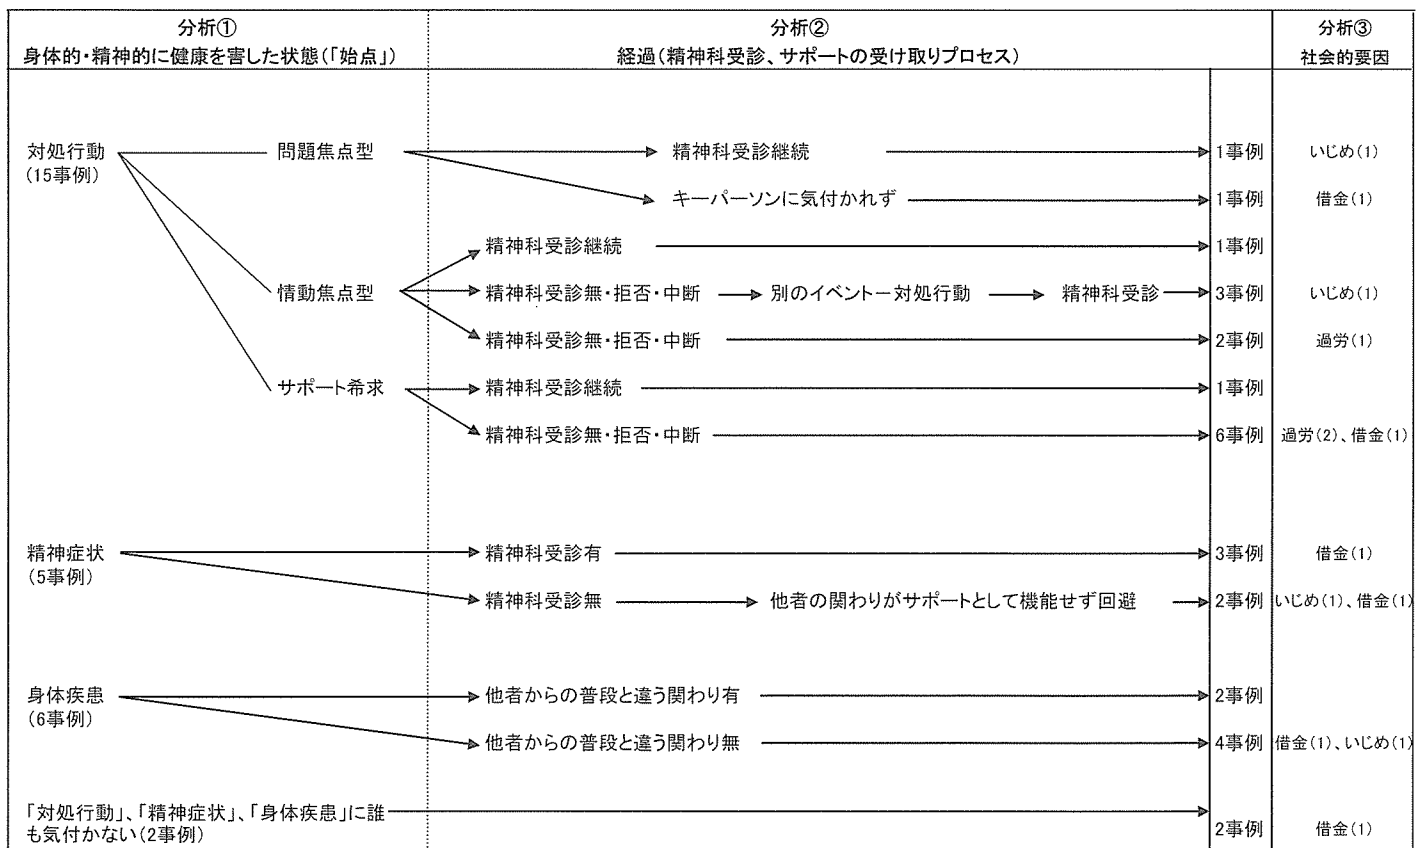 分析①
身体的・精神的に健康を害した状態(「始点」)
分析②
経過(精神科受診、サポートの受け取りプロセス)
分析③
社会的要因
対処行動
(15事例)
問題焦点型
精神科受診継続
1事例
いじめ(1)
キーパーソンに気付かれず
1事例
借金(1)
情動焦点型
精神科受診継続
1事例
精神科受診無・拒否・中断
別のイベントー対処行動
精神科受診
3事例
いじめ(1)
精神科受診無・拒否・中断
2事例
過労(1)
サポート希求
精神科受診継続
1事例
精神科受診無・拒否・中断
6事例
過労(2)、借金(1)
精神症状
(5事例)
精神科受診有
3事例
借金(1)
精神科受診無
他者の関わりがサポートとして機能せず回避
2事例
いじめ(1)、借金(1)
身体疾患
(6事例)
他者からの普段と違う関わり有
2事例
他者からの普段と違う関わり無
4事例
借金(1)、いじめ(1)
「対処行動」、「精神症状」、「身体疾患」に誰
も気付かない(2事例)
2事例
借金(1)